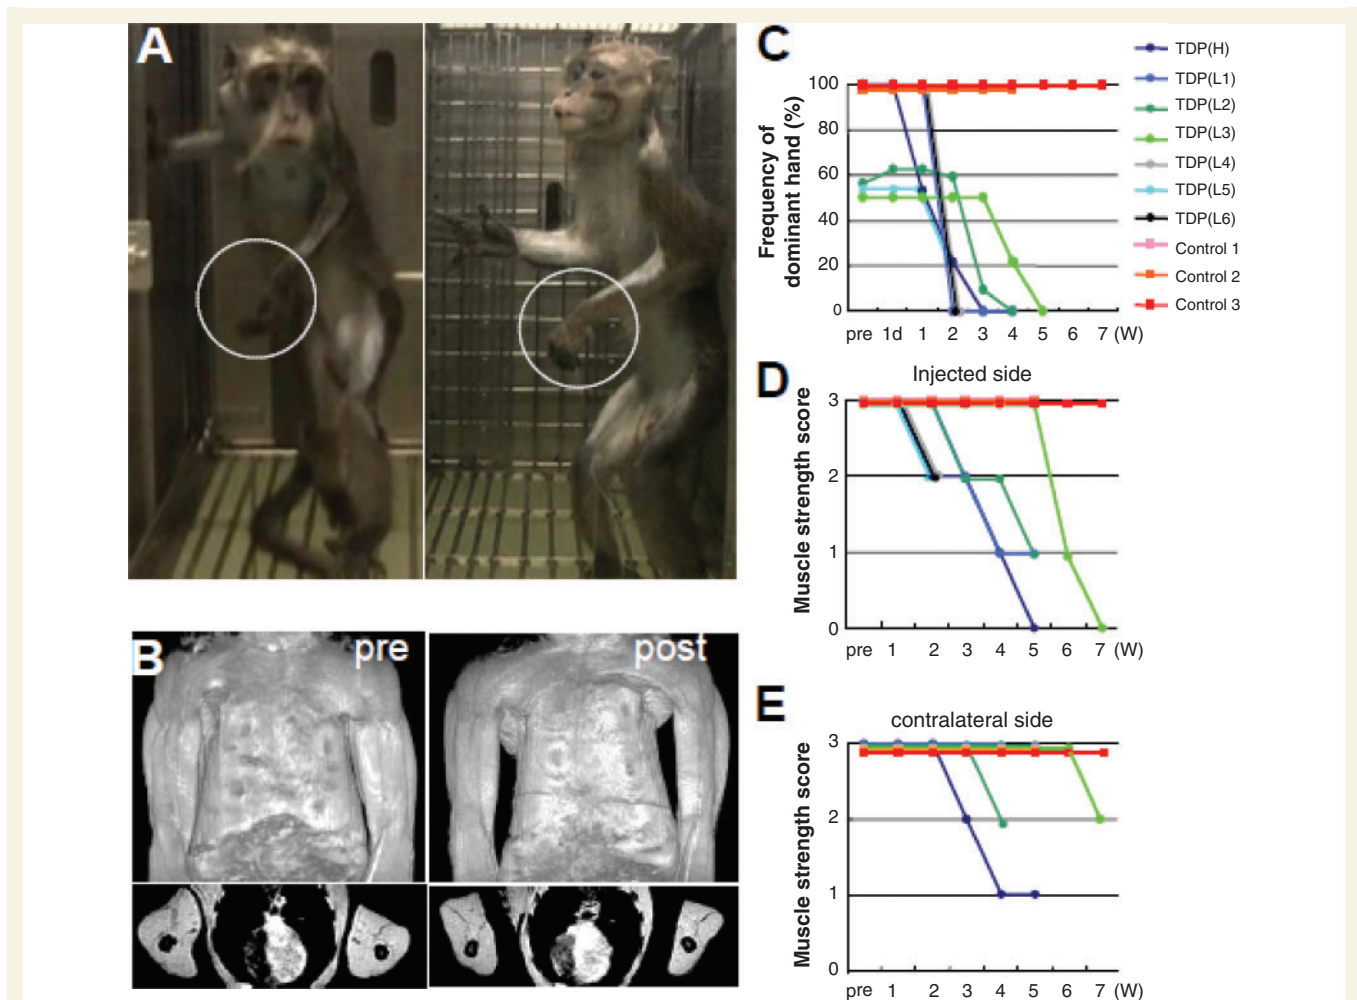 A
B
pre
post
C
Frequency of
dominant hand (%)
100
80
60
40
20
0
pre 1d 1 2 3 4 5 6 7 (W)
TDP(H)
TDP(L1)
TDP(L2)
TDP(L3)
TDP(L4)
TDP(L5)
TDP(L6)
Control 1
Control 2
Control 3
D
Injected side
Muscle strength score
3
2
1
0
pre 1 2 3 4 5 6 7 (W)
E
contralateral side
Muscle strength score
3
2
1
0
pre 1 2 3 4 5 6 7 (W)